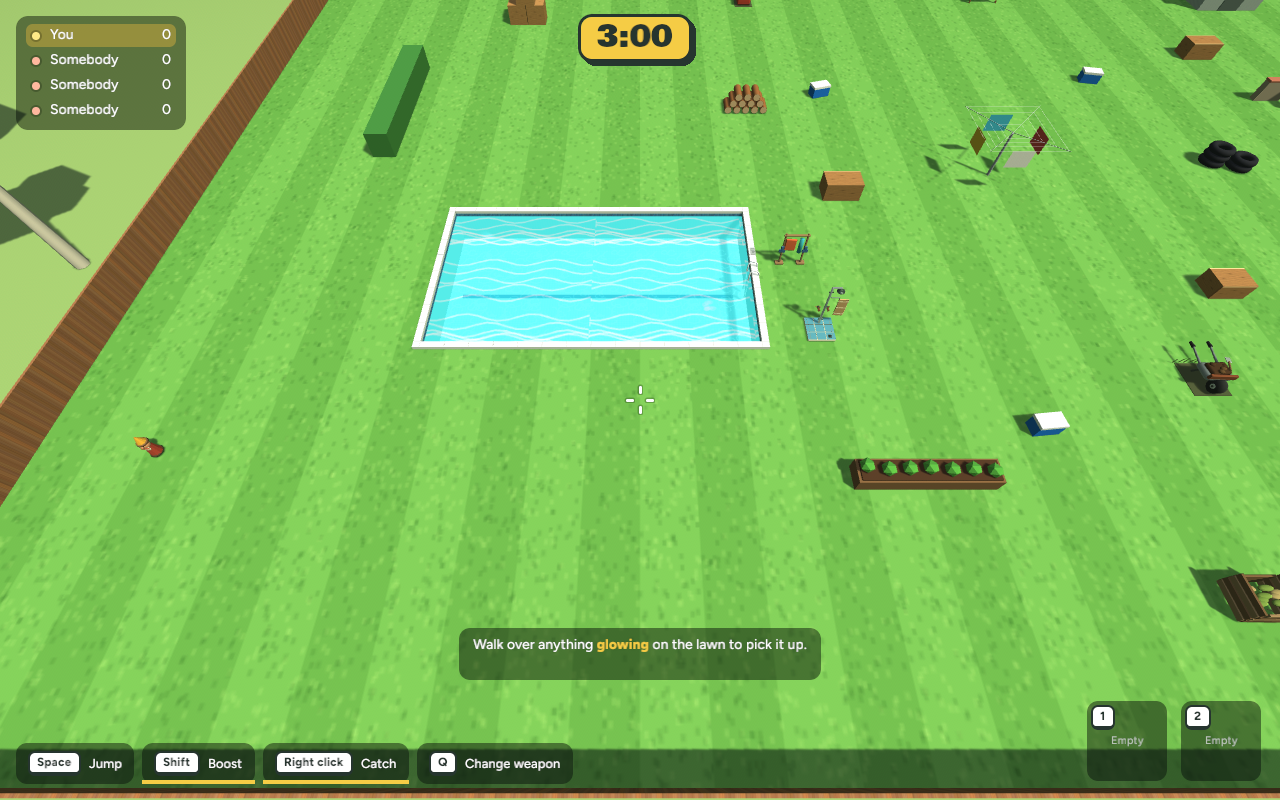 You 0
Somebody 0
Somebody 0
Somebody 0
3:00
Walk over anything glowing on the lawn to pick it up.
Space Jump
Shift Boost
Right click Catch
Q Change weapon
1 Empty
2 Empty